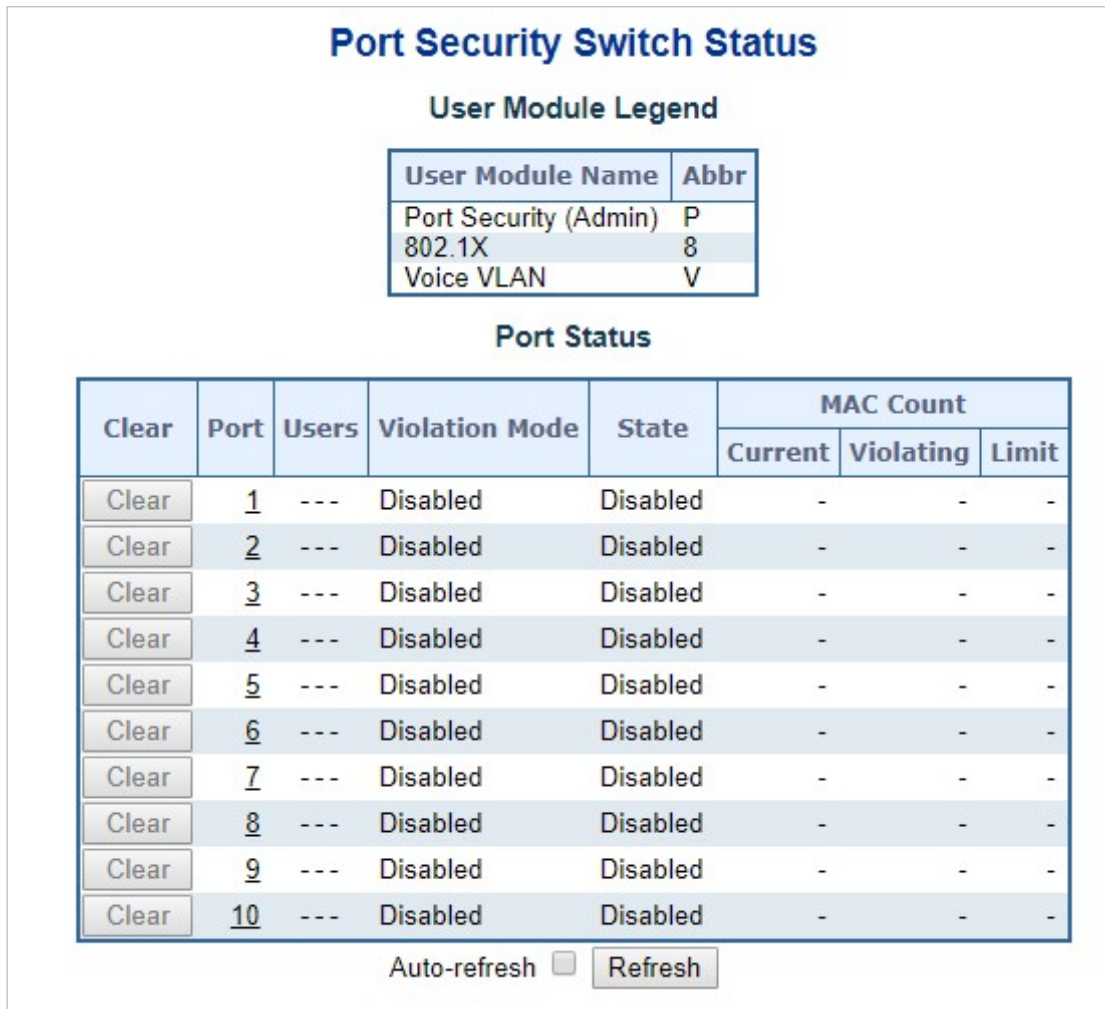 Port Security Switch Status
User Module Legend
User Module Name Abbr
Port Security (Admin) P
802.1X 8
Voice VLAN V
Port Status
Clear Port Users Violation Mode State MAC Count
Current Violating Limit
Clear 1 - - - Disabled Disabled - - -
Clear 2 - - - Disabled Disabled - - -
Clear 3 - - - Disabled Disabled - - -
Clear 4 - - - Disabled Disabled - - -
Clear 5 - - - Disabled Disabled - - -
Clear 6 - - - Disabled Disabled - - -
Clear 7 - - - Disabled Disabled - - -
Clear 8 - - - Disabled Disabled - - -
Clear 9 - - - Disabled Disabled - - -
Clear 10 - - - Disabled Disabled - - -
Auto-refresh Refresh